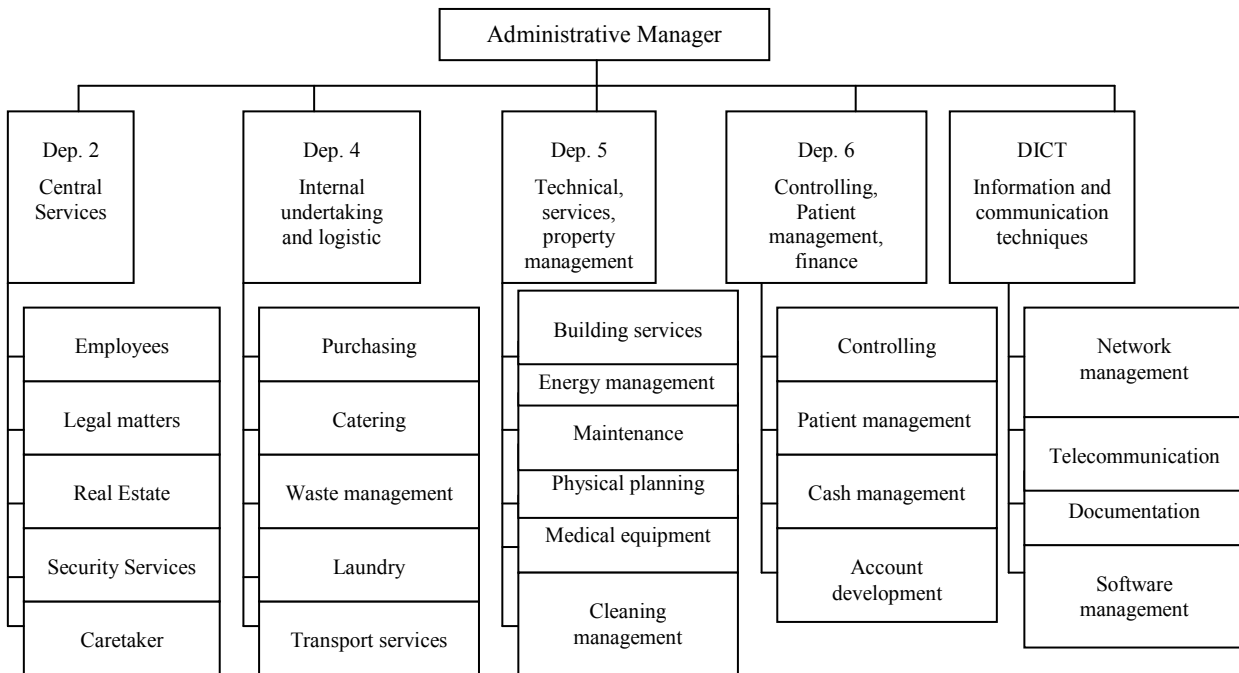 Administrative Manager
Dep. 2
Central
Services
Dep. 4
Internal
undertaking
and logistic
Dep. 5
Technical,
services,
property
management
Dep. 6
Controlling,
Patient
management,
finance
DICT
Information and
communication
techniques
Employees
Legal matters
Real Estate
Security Services
Caretaker
Purchasing
Catering
Waste management
Laundry
Transport services
Building services
Energy management
Maintenance
Physical planning
Medical equipment
Cleaning
management
Controlling
Patient management
Cash management
Account
development
Network
management
Telecommunication
Documentation
Software
management